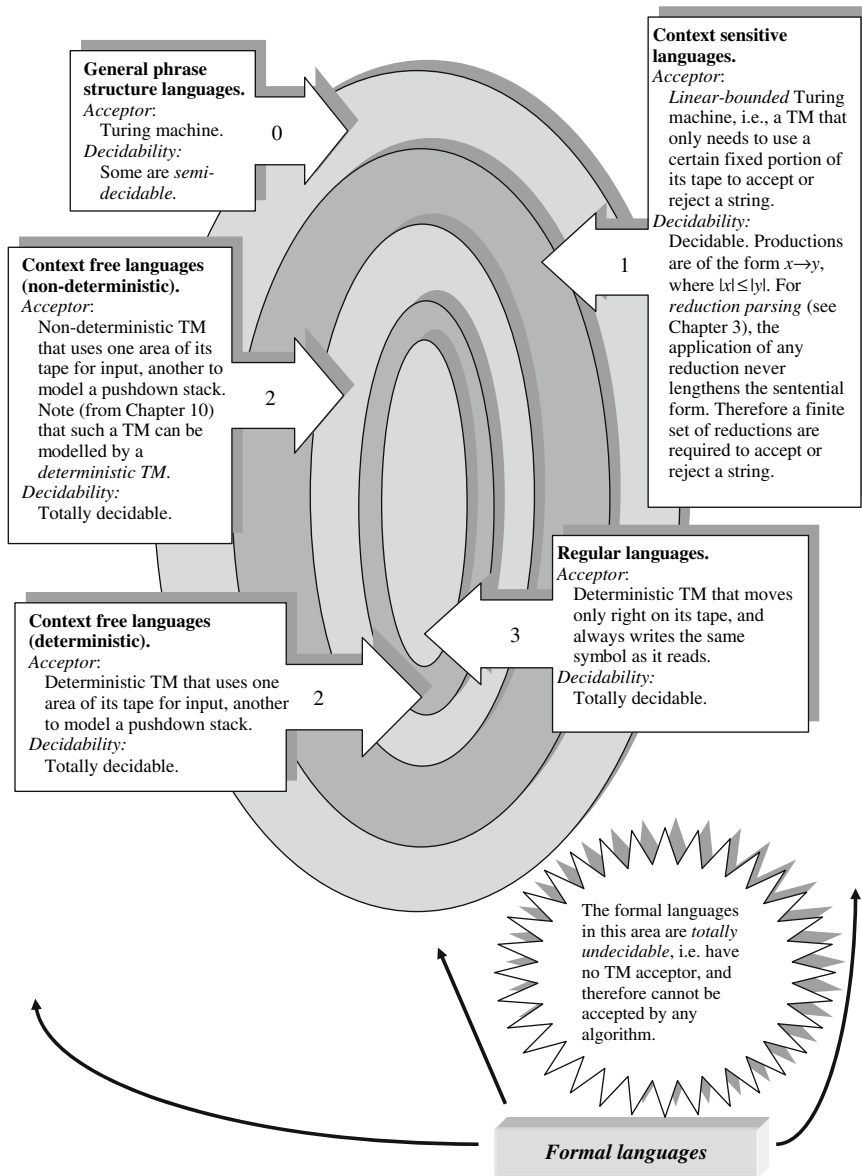 General phrase
structure languages.
Acceptor:
Turing machine.
Decidability:
Some are semi-
decidable.
0
Context sensitive
languages.
Acceptor:
Linear-bounded Turing
machine, i.e., a TM that
only needs to use a
certain fixed portion of
its tape to accept or
reject a string.
Decidability:
Decidable. Productions
are of the form x→y,
where |x|≤|y|. For
reduction parsing (see
Chapter 3), the
application of any
reduction never
lengthens the sentential
form. Therefore a finite
set of reductions are
required to accept or
reject a string.
1
Context free languages
(non-deterministic).
Acceptor:
Non-deterministic TM
that uses one area of its
tape for input, another to
model a pushdown stack.
Note (from Chapter 10)
that such a TM can be
modelled by a
deterministic TM.
Decidability:
Totally decidable.
2
Regular languages.
Acceptor:
Deterministic TM that moves
only right on its tape, and
always writes the same
symbol as it reads.
Decidability:
Totally decidable.
3
Context free languages
(deterministic).
Acceptor:
Deterministic TM that uses one
area of its tape for input, another
to model a pushdown stack.
Decidability:
Totally decidable.
2
The formal languages
in this area are totally
undecidable, i.e. have
no TM acceptor, and
therefore cannot be
accepted by any
algorithm.
Formal languages